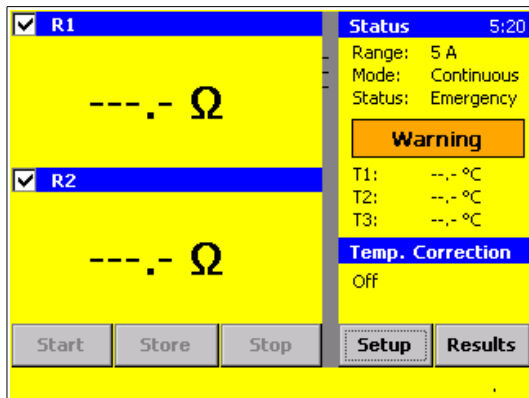 R1
---.- Ω
R2
---.- Ω
Start Store Stop
Status 5:20
Range: 5 A
Mode: Continuous
Status: Emergency
Warning
T1: --.- °C
T2: --.- °C
T3: --.- °C
Temp. Correction
Off
Setup Results